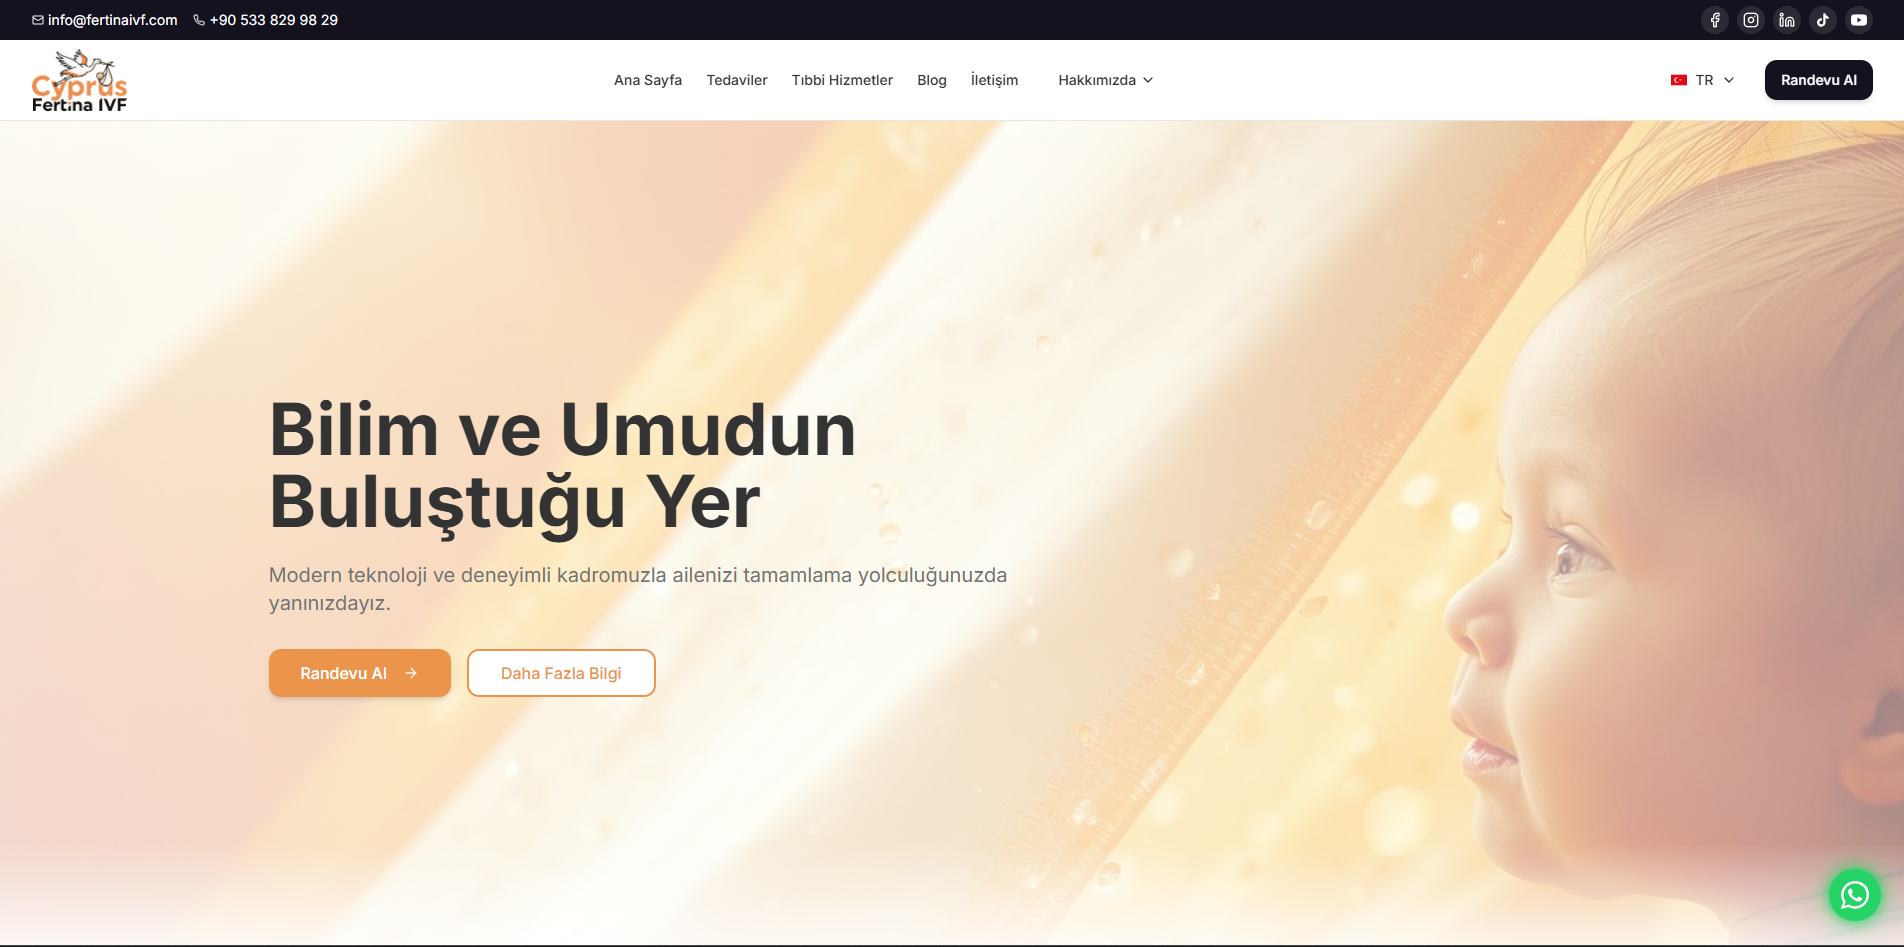 info@fertinaivf.com +90 533 829 98 29
Cyprus
Fertina IVF
Ana Sayfa Tedaviler Tıbbi Hizmetler Blog İletişim Hakkımızda
TR
Randevu Al
Bilim ve Umudun
Buluştuğu Yer
Modern teknoloji ve deneyimli kadromuzla ailenizi tamamlama yolculuğunuzda
yanınızdayız.
Randevu Al
Daha Fazla Bilgi